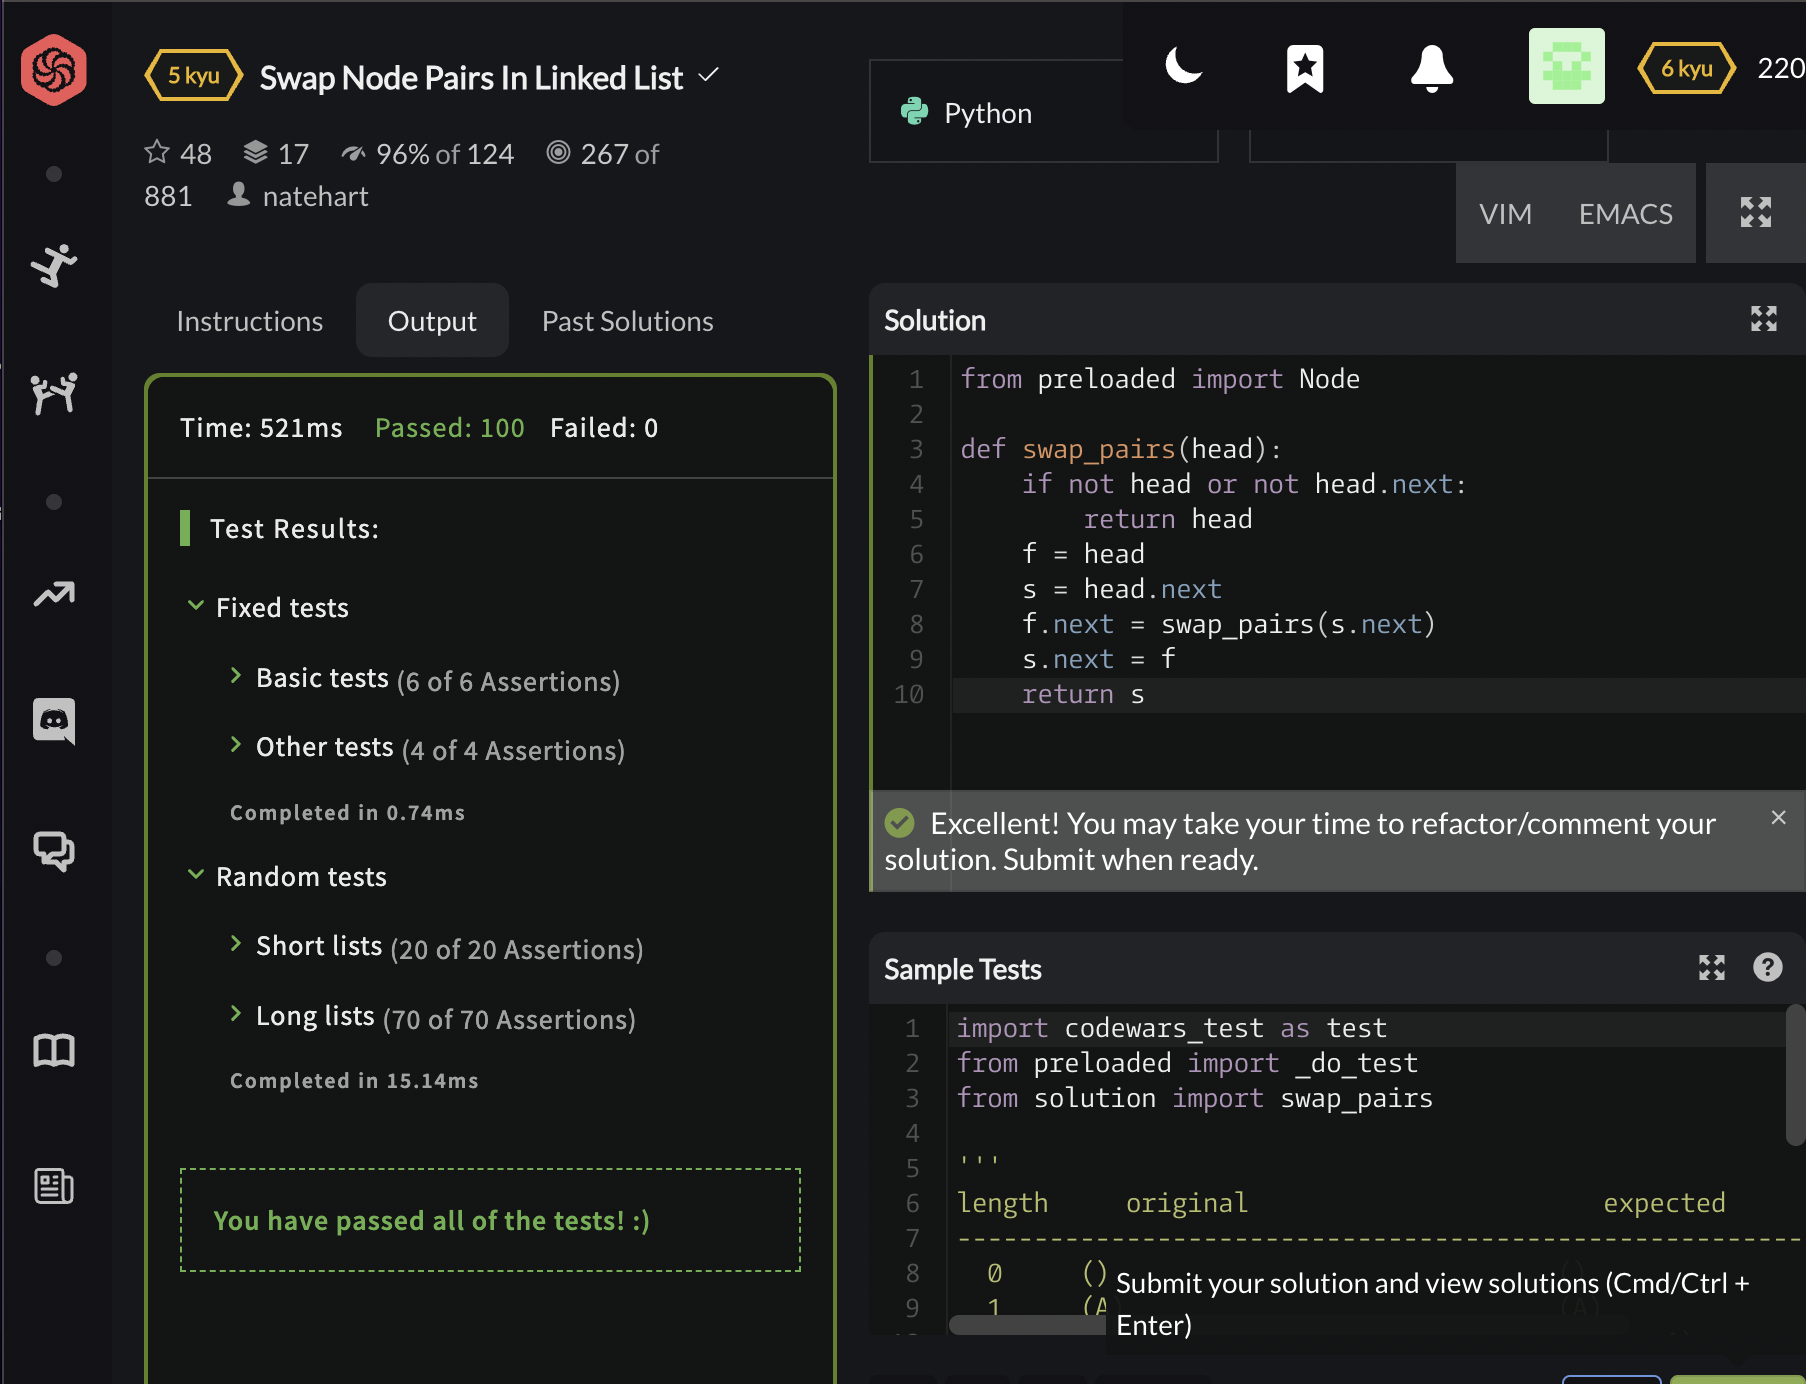 5 kyu Swap Node Pairs In Linked List
48 17 96% of 124 267 of
881 natehart
Python
6 kyu 220
VIM EMACS
Instructions Output Past Solutions
Time: 521ms Passed: 100 Failed: 0
Test Results:
Fixed tests
Basic tests (6 of 6 Assertions)
Other tests (4 of 4 Assertions)
Completed in 0.74ms
Random tests
Short lists (20 of 20 Assertions)
Long lists (70 of 70 Assertions)
Completed in 15.14ms
You have passed all of the tests! :)
Solution
1 from preloaded import Node
2
3 def swap_pairs(head):
4 if not head or not head.next:
5 return head
6 f = head
7 s = head.next
8 f.next = swap_pairs(s.next)
9 s.next = f
10 return s
Excellent! You may take your time to refactor/comment your
solution. Submit when ready.
Sample Tests
1 import codewars_test as test
2 from preloaded import _do_test
3 from solution import swap_pairs
4
5 '''
6 length original expected
7 -------------------------------------------------------
8 0 () ()
9 1 (A (A)
Submit your solution and view solutions (Cmd/Ctrl +
Enter)